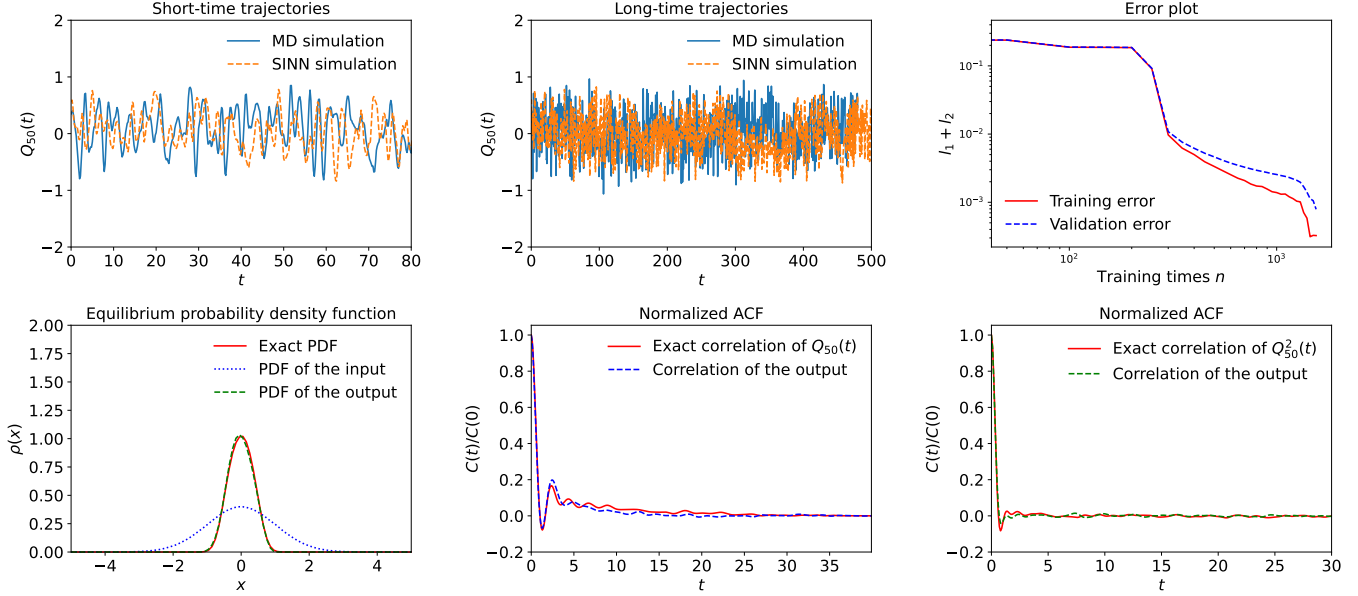 Short-time trajectories
2
1
0
−1
−2
Q50(t)
MD simulation
SINN simulation
0 10 20 30 40 50 60 70 80
t
Long-time trajectories
2
1
0
−1
−2
Q50(t)
MD simulation
SINN simulation
0 100 200 300 400 500
t
Error plot
10−1
10−2
10−3
l1 + l2
Training error
Validation error
102 103
Training times n
Equilibrium probability density function
2.00
1.75
1.50
1.25
1.00
0.75
0.50
0.25
0.00
ρ(x)
Exact PDF
PDF of the input
PDF of the output
−4 −2 0 2 4
x
Normalized ACF
1.0
0.8
0.6
0.4
0.2
0.0
−0.2
C(t)/C(0)
Exact correlation of Q50(t)
Correlation of the output
0 5 10 15 20 25 30 35
t
Normalized ACF
1.0
0.8
0.6
0.4
0.2
0.0
−0.2
C(t)/C(0)
Exact correlation of Q²50(t)
Correlation of the output
0 5 10 15 20 25 30
t